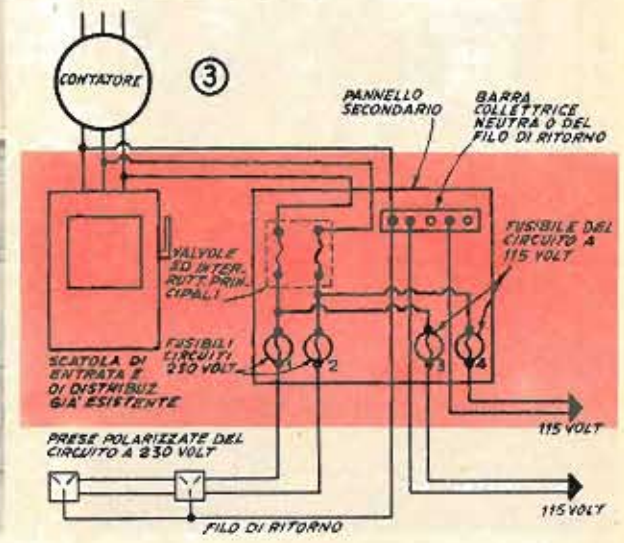 CONTATORE
3
PANNELLO
SECONDARIO
BARRA
COLLETTRICE
NEUTRA O DEL
FILO DI RITORNO
FUSIBILE DEL
CIRCUITO A
115 VOLT
VALVOLE
ED INTER-
RUTT. PRIN-
CIPALI
FUSIBILI
CIRCUITI
230 VOLT
1
2
3
4
SCATOLA DI
ENTRATA E
DI DISTRIBUZ
GIA' ESISTENTE
115 VOLT
PRESE POLARIZZATE DEL
CIRCUITO A 230 VOLT
115 VOLT
FILO DI RITORNO